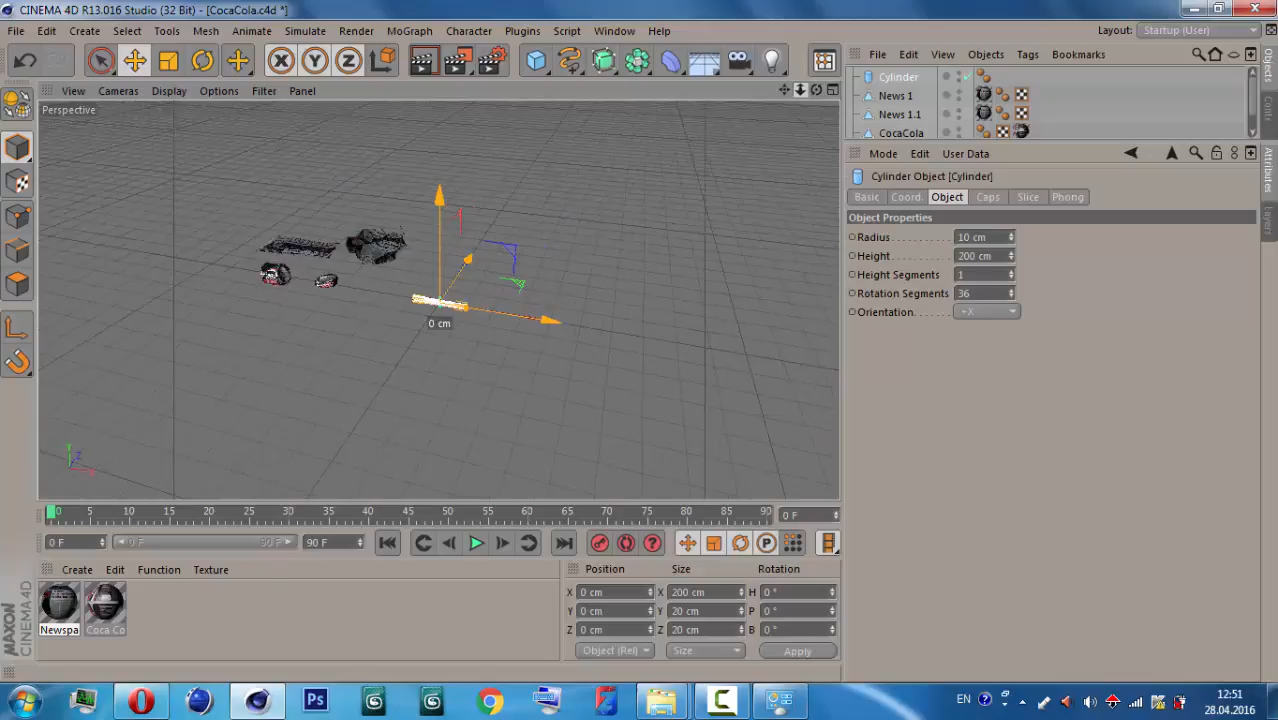 CINEMA 4D R13.016 Studio (32 Bit) - [CocaCola.c4d *]
File Edit Create Select Tools Mesh Animate Simulate Render MoGraph Character Plugins Script Window Help
Layout: Startup (User)
X Y Z
File Edit View Objects Tags Bookmarks
Cylinder
News 1
News 1.1
CocaCola
View Cameras Display Options Filter Panel
Perspective
0 cm
Y
Z
Mode Edit User Data
Cylinder Object [Cylinder]
Basic Coord. Object Caps Slice Phong
Object Properties
Radius 10 cm
Height 200 cm
Height Segments 1
Rotation Segments 36
Orientation +X
Objects
Attributes
Layers
0 5 10 15 20 25 30 35 40 45 50 55 60 65 70 75 80 85 90
0 F
0 F 0 F 90 F 90 F
P
Create Edit Function Texture
Newspa
Coca Co
Position Size Rotation
X 0 cm X 200 cm H 0 °
Y 0 cm Y 20 cm P 0 °
Z 0 cm Z 20 cm B 0 °
Object (Rel) Size Apply
MAXON
CINEMA 4D
Ps
EN
12:51
28.04.2016